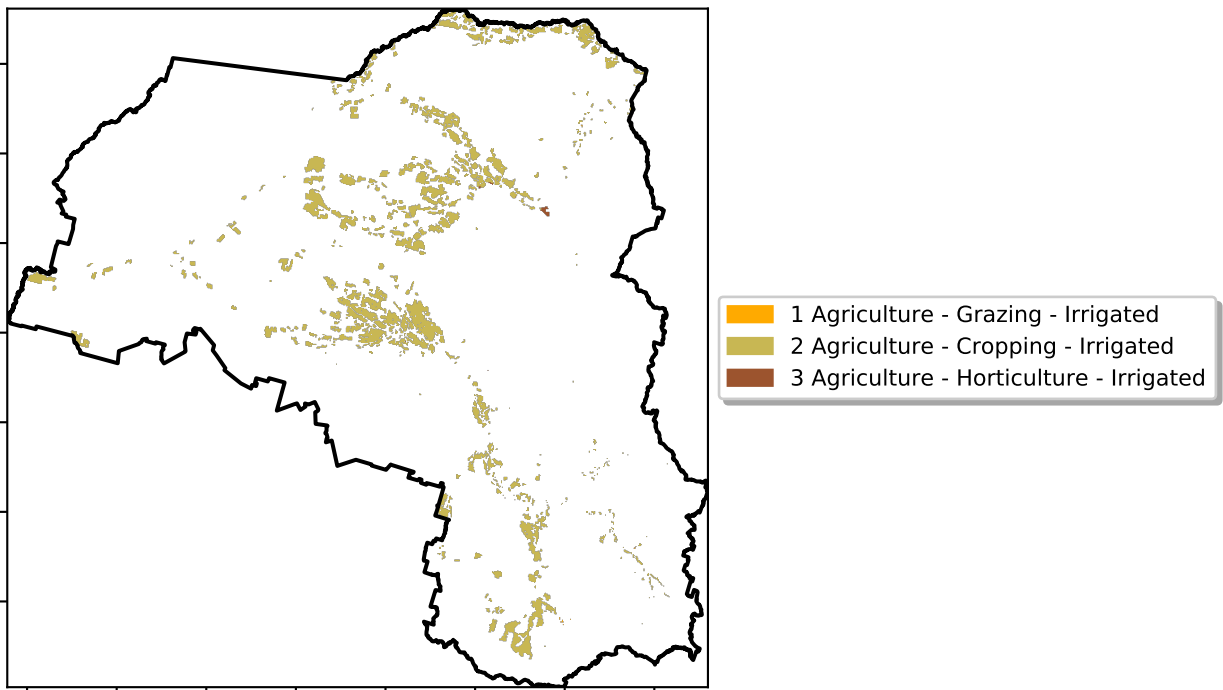 1 Agriculture - Grazing - Irrigated
2 Agriculture - Cropping - Irrigated
3 Agriculture - Horticulture - Irrigated